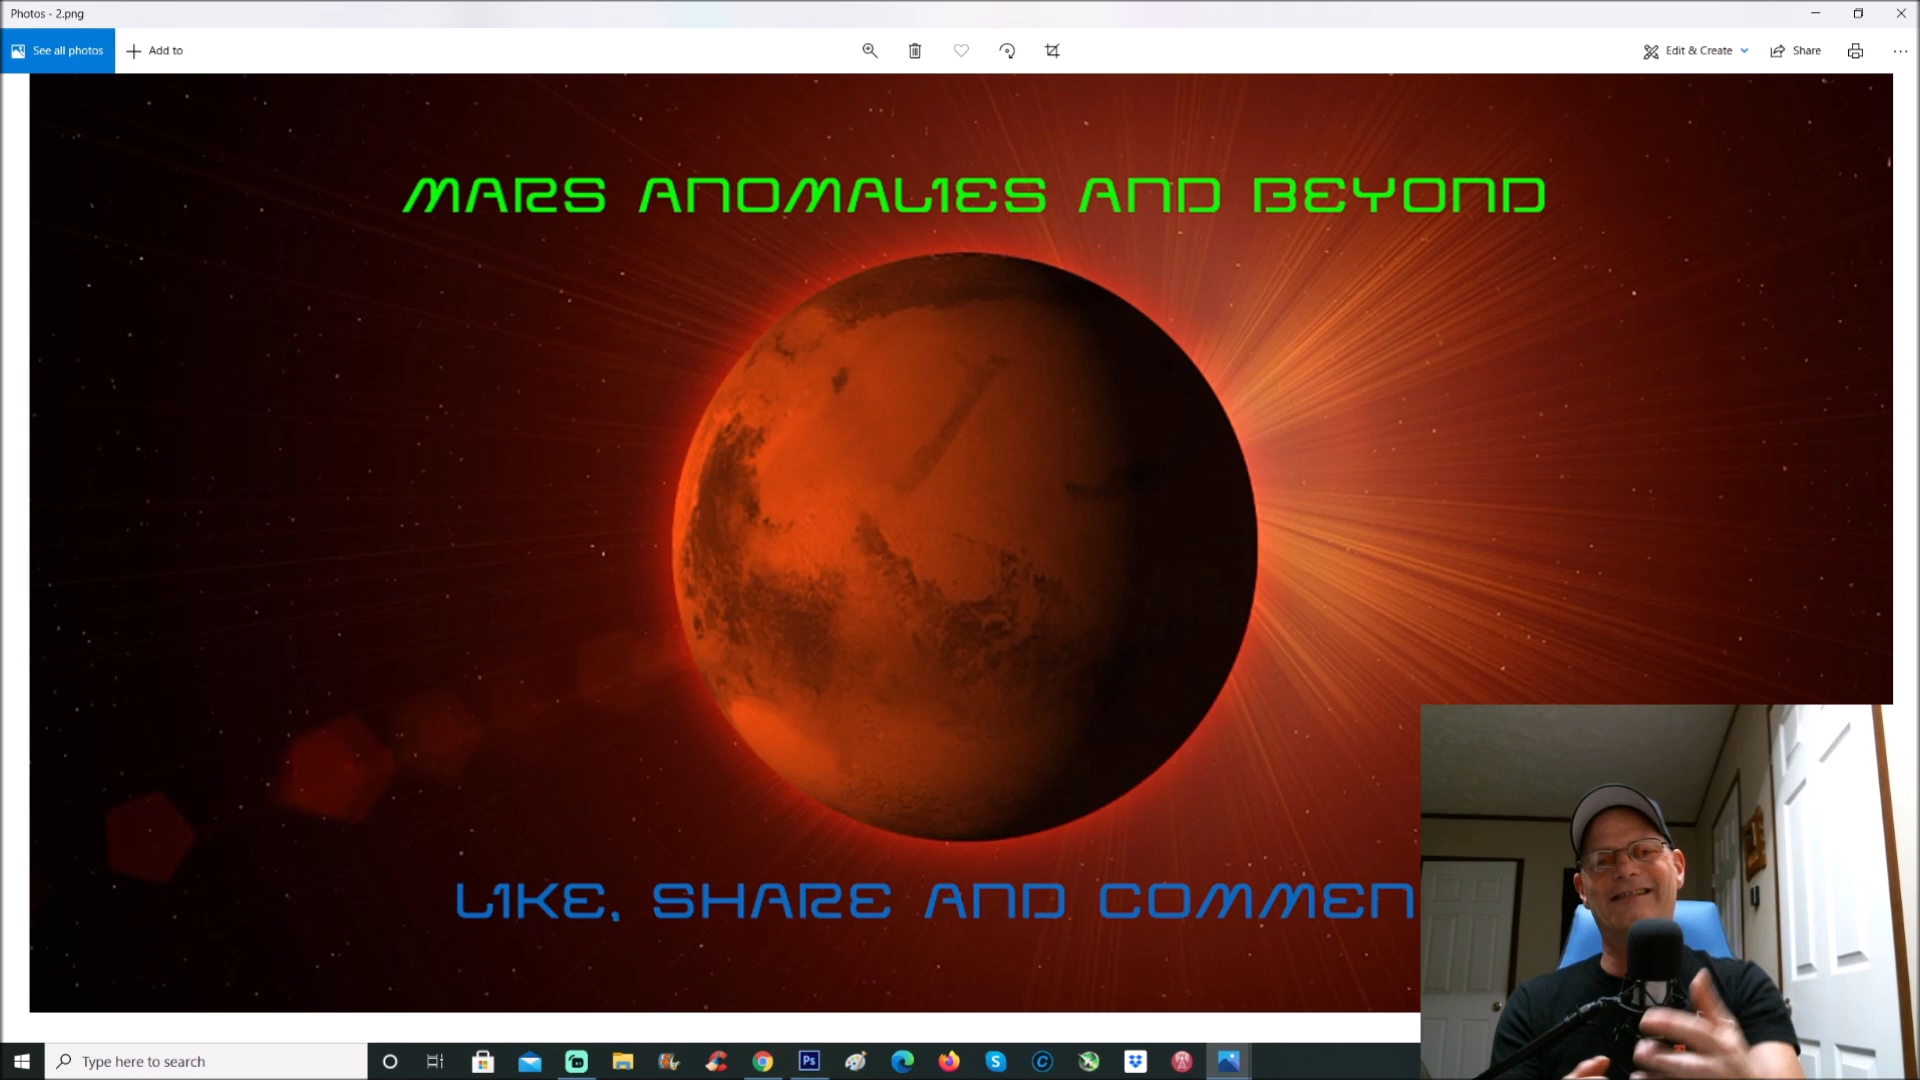 Photos - 2.png
See all photos
Add to
Edit & Create
Share
MARS ANOMALIES AND BEYOND
LIKE, SHARE AND COMMEN
Type here to search
Ps